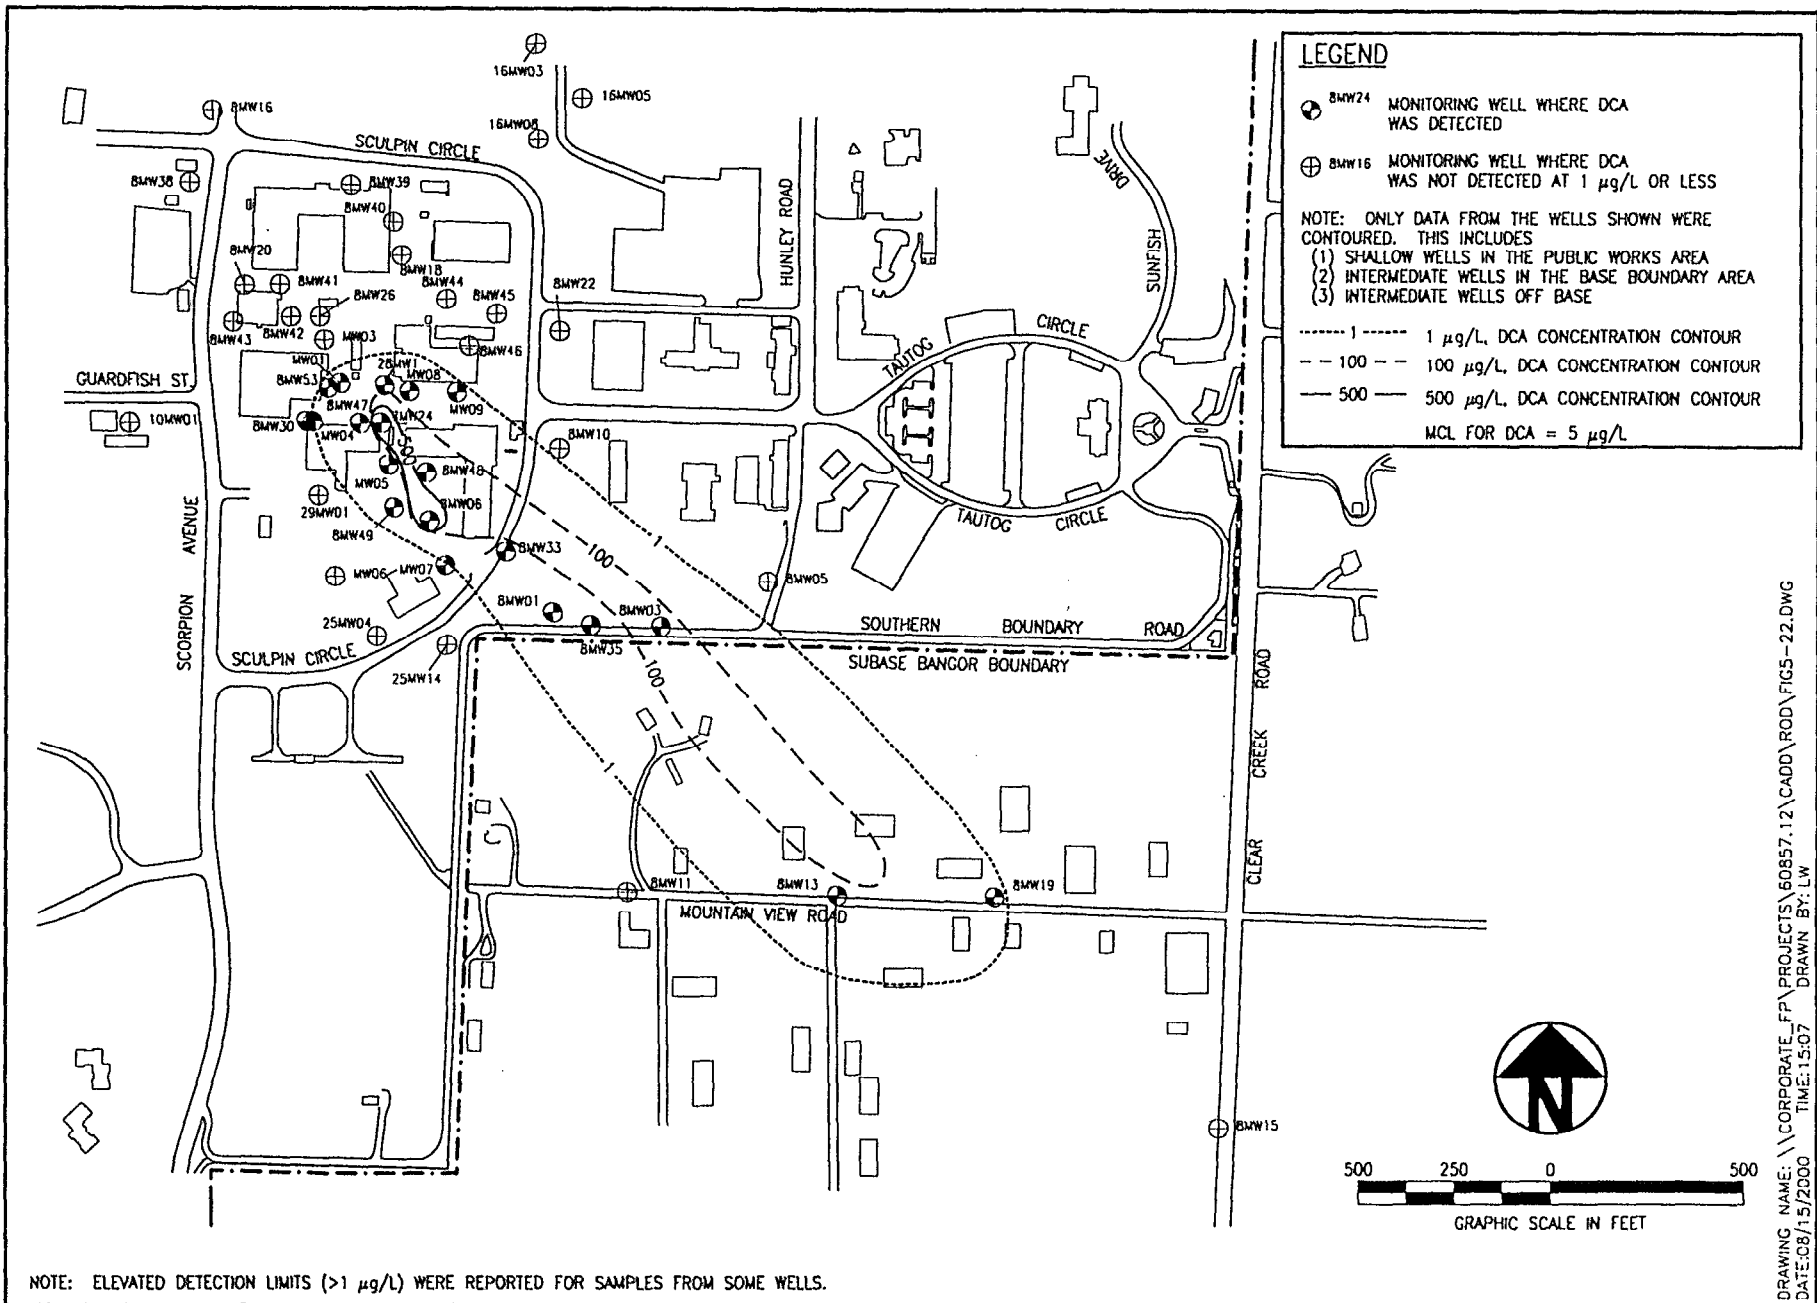 16MW03
16MW05
8MW16
16MW08
SCULPIN CIRCLE
8MW38
8MW39
8MW40
HUNLEY ROAD
DRIVE
SUNFISH
8MW20
8MW41
8MW18
8MW44
8MW26
8MW45
8MW22
8MW43
8MW42
MW03
8MW46
CIRCLE
TAUTOG
MW01
28MW1
MW08
GUARDFISH ST.
8MW53
MW09
8MW47
8MW24
10MW01
8MW30
MW04
8MW10
MW05
8MW48
29MW01
8MW06
TAUTOG CIRCLE
8MW49
SCORPION AVENUE
8MW33
100
1
MW06
MW07
8MW05
8MW01
8MW03
25MW04
SOUTHERN BOUNDARY ROAD
SCULPIN CIRCLE
8MW35
SUBASE BANGOR BOUNDARY
25MW14
100
CLEAR CREEK ROAD
1
8MW11
8MW13
8MW19
MOUNTAIN VIEW ROAD
8MW15
LEGEND
8MW24 MONITORING WELL WHERE DCA
WAS DETECTED
8MW16 MONITORING WELL WHERE DCA
WAS NOT DETECTED AT 1 µg/L OR LESS
NOTE: ONLY DATA FROM THE WELLS SHOWN WERE
CONTOURED. THIS INCLUDES
(1) SHALLOW WELLS IN THE PUBLIC WORKS AREA
(2) INTERMEDIATE WELLS IN THE BASE BOUNDARY AREA
(3) INTERMEDIATE WELLS OFF BASE
1 1 µg/L, DCA CONCENTRATION CONTOUR
100 100 µg/L, DCA CONCENTRATION CONTOUR
500 500 µg/L, DCA CONCENTRATION CONTOUR
MCL FOR DCA = 5 µg/L
N
500 250 0 500
GRAPHIC SCALE IN FEET
NOTE: ELEVATED DETECTION LIMITS (>1 µg/L) WERE REPORTED FOR SAMPLES FROM SOME WELLS.
DRAWING NAME: \\CORPORATE_FP\PROJECTS\60857.12\CADD\ROD\FIG5-22.DWG
DATE:08/15/2000 TIME:15:07 DRAWN BY: LW